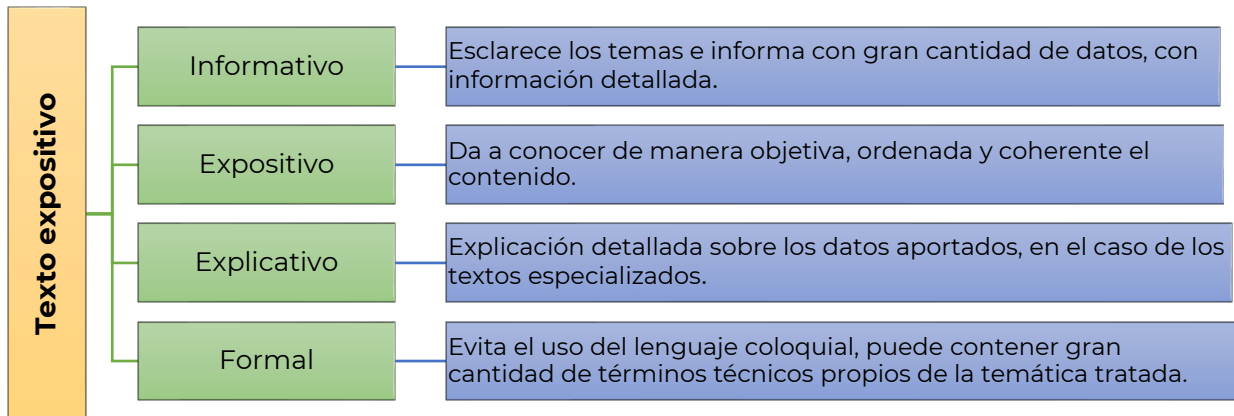 Texto expositivo
Informativo
Esclarece los temas e informa con gran cantidad de datos, con
información detallada.
Expositivo
Da a conocer de manera objetiva, ordenada y coherente el
contenido.
Explicativo
Explicación detallada sobre los datos aportados, en el caso de los
textos especializados.
Formal
Evita el uso del lenguaje coloquial, puede contener gran
cantidad de términos técnicos propios de la temática tratada.